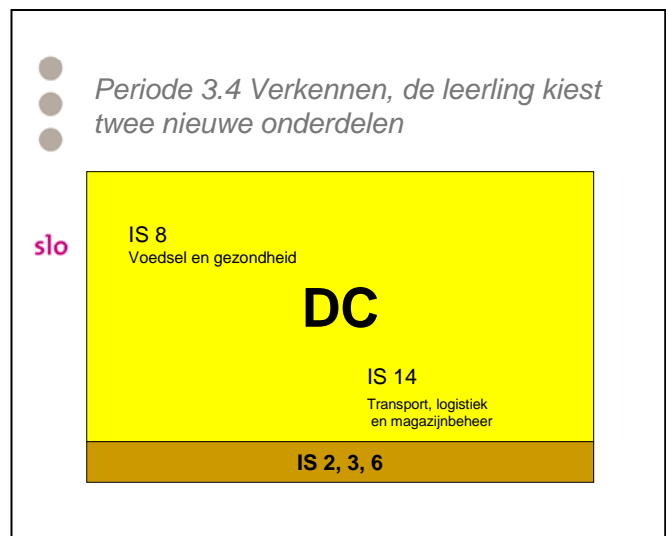 Periode 3.4 Verkennen, de leerling kiest
twee nieuwe onderdelen
slo
IS 8
Voedsel en gezondheid
DC
IS 14
Transport, logistiek
en magazijnbeheer
IS 2, 3, 6